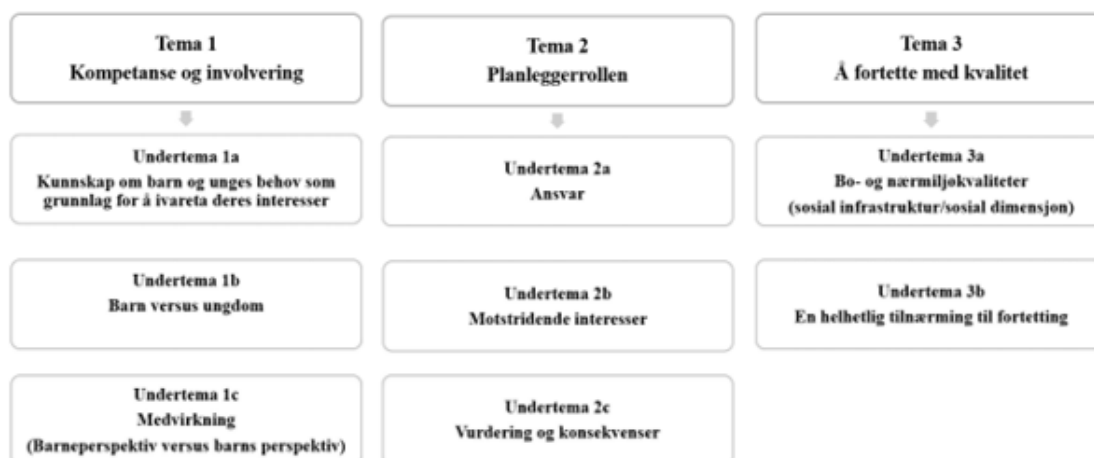 Tema 1
Kompetanse og involvering
Undertema 1a
Kunnskap om barn og unges behov som
grunnlag for å ivareta deres interesser
Undertema 1b
Barn versus ungdom
Undertema 1c
Medvirkning
(Barneperspektiv versus barns perspektiv)
Tema 2
Planleggerrollen
Undertema 2a
Ansvar
Undertema 2b
Motstridende interesser
Undertema 2c
Vurdering og konsekvenser
Tema 3
Å fortette med kvalitet
Undertema 3a
Bo- og nærmiljøkvaliteter
(sosial infrastruktur/sosial dimensjon)
Undertema 3b
En helhetlig tilnærming til fortetting